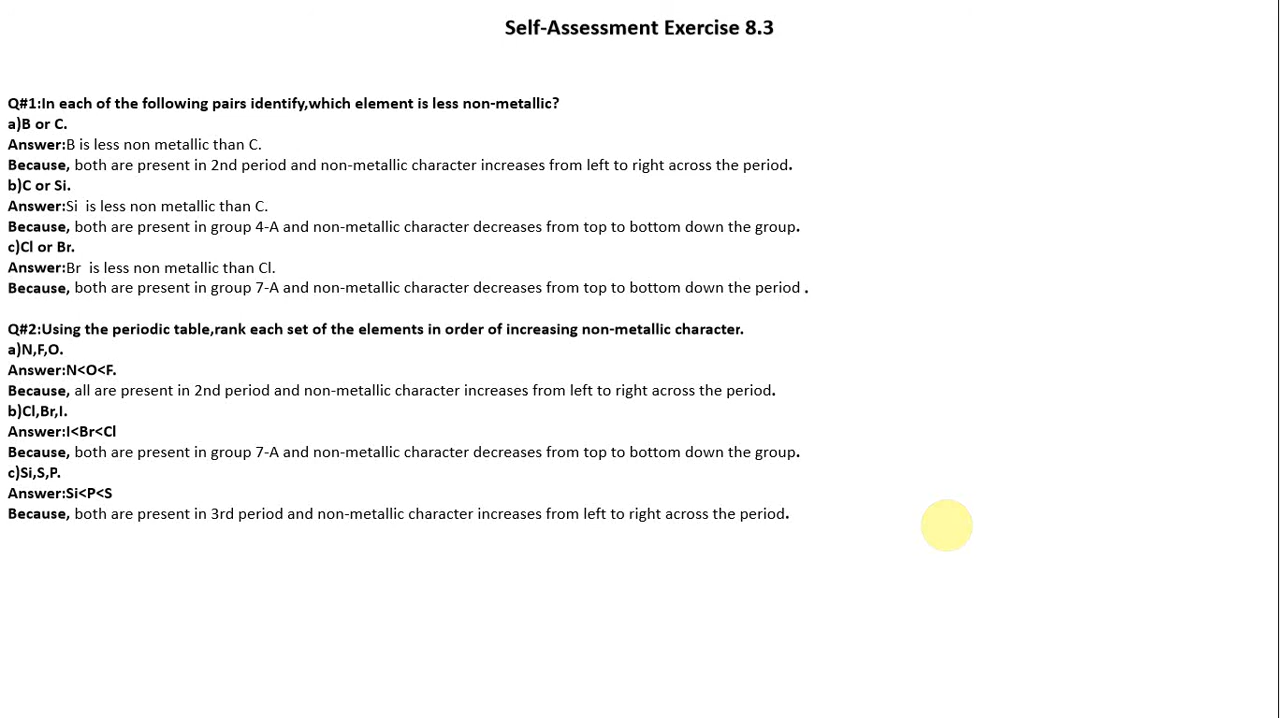 Self-Assessment Exercise 8.3
Q#1:In each of the following pairs identify,which element is less non-metallic?
a)B or C.
Answer:B is less non metallic than C.
Because, both are present in 2nd period and non-metallic character increases from left to right across the period.
b)C or Si.
Answer:Si  is less non metallic than C.
Because, both are present in group 4-A and non-metallic character decreases from top to bottom down the group.
c)Cl or Br.
Answer:Br  is less non metallic than Cl.
Because, both are present in group 7-A and non-metallic character decreases from top to bottom down the period .
Q#2:Using the periodic table,rank each set of the elements in order of increasing non-metallic character.
a)N,F,O.
Answer:N<O<F.
Because, all are present in 2nd period and non-metallic character increases from left to right across the period.
b)Cl,Br,I.
Answer:I<Br<Cl
Because, both are present in group 7-A and non-metallic character decreases from top to bottom down the group.
c)Si,S,P.
Answer:Si<P<S
Because, both are present in 3rd period and non-metallic character increases from left to right across the period.